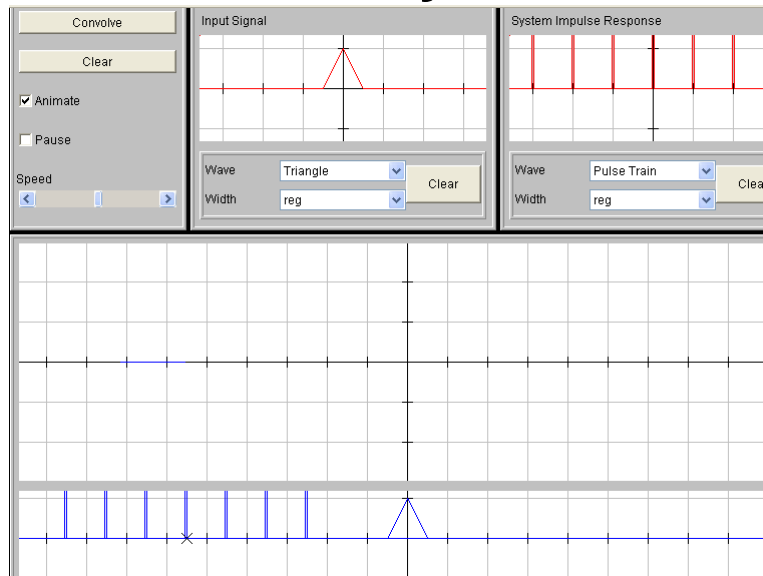 Convolve
Clear
Animate
Pause
Speed
Input Signal
Wave
Triangle
Width
reg
Clear
System Impulse Response
Wave
Pulse Train
Width
reg